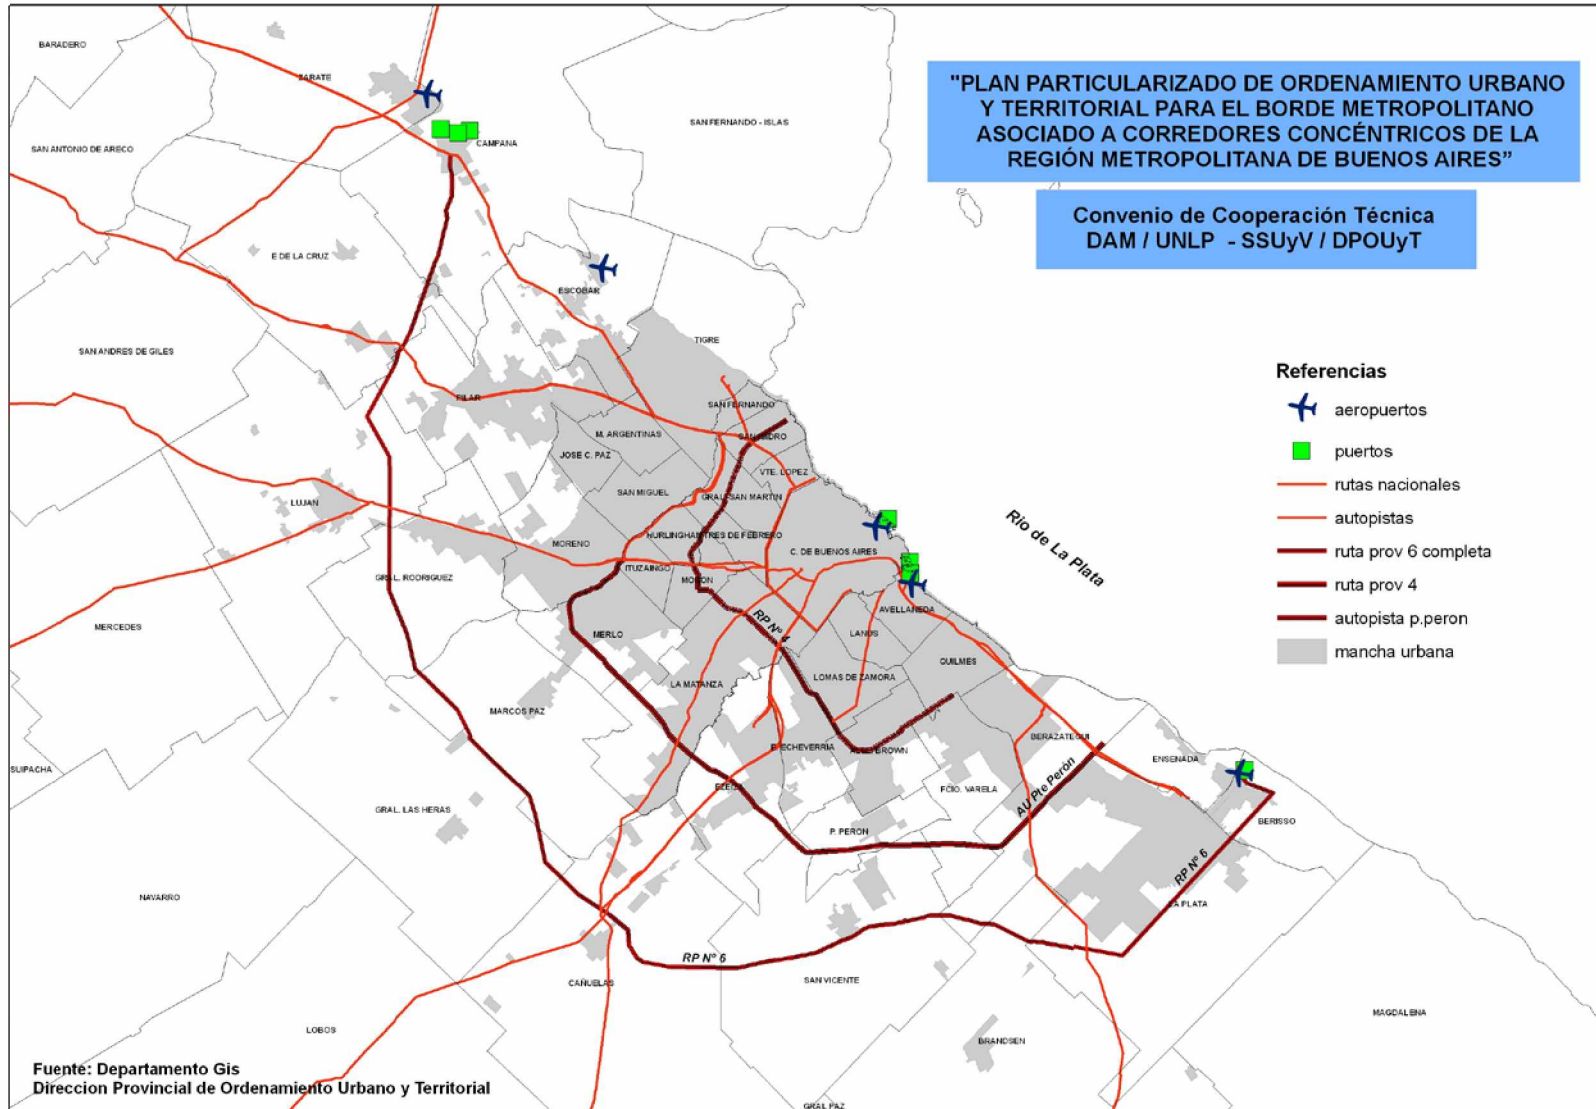 "PLAN PARTICULARIZADO DE ORDENAMIENTO URBANO
Y TERRITORIAL PARA EL BORDE METROPOLITANO
ASOCIADO A CORREDORES CONCÉNTRICOS DE LA
REGIÓN METROPOLITANA DE BUENOS AIRES”
Convenio de Cooperación Técnica
DAM / UNLP - SSUyV / DPOUyT
Referencias
aeropuertos
puertos
rutas nacionales
autopistas
ruta prov 6 completa
ruta prov 4
autopista p.peron
mancha urbana
BARADERO
ZARATE
SAN FERNANDO - ISLAS
CAMPANA
SAN ANTONIO DE ARECO
E DE LA CRUZ
ESCOBAR
TIGRE
SAN ANDRES DE GILES
PILAR
SAN FERNANDO
SAN ISIDRO
M. ARGENTINAS
JOSE C. PAZ
VTE. LOPEZ
SAN MIGUEL
GRAL. SAN MARTIN
LUJAN
HURLINGHAM
TRES DE FEBRERO
MORENO
C. DE BUENOS AIRES
Rio de La Plata
ITUZAINGO
MORON
GRAL. RODRIGUEZ
AVELLANEDA
MERCEDES
MERLO
RP Nº 4
LANUS
QUILMES
LOMAS DE ZAMORA
LA MATANZA
MARCOS PAZ
E. ECHEVERRIA
ALTE. BROWN
BERAZATEGUI
ENSENADA
SUIPACHA
EZEIZA
FCIO. VARELA
AU Pte Perón
GRAL. LAS HERAS
P. PERON
BERISSO
RP Nº 6
NAVARRO
LA PLATA
RP Nº 6
CAÑUELAS
SAN VICENTE
MAGDALENA
LOBOS
BRANDSEN
Fuente: Departamento Gis
Direccion Provincial de Ordenamiento Urbano y Territorial
GRAL PAZ